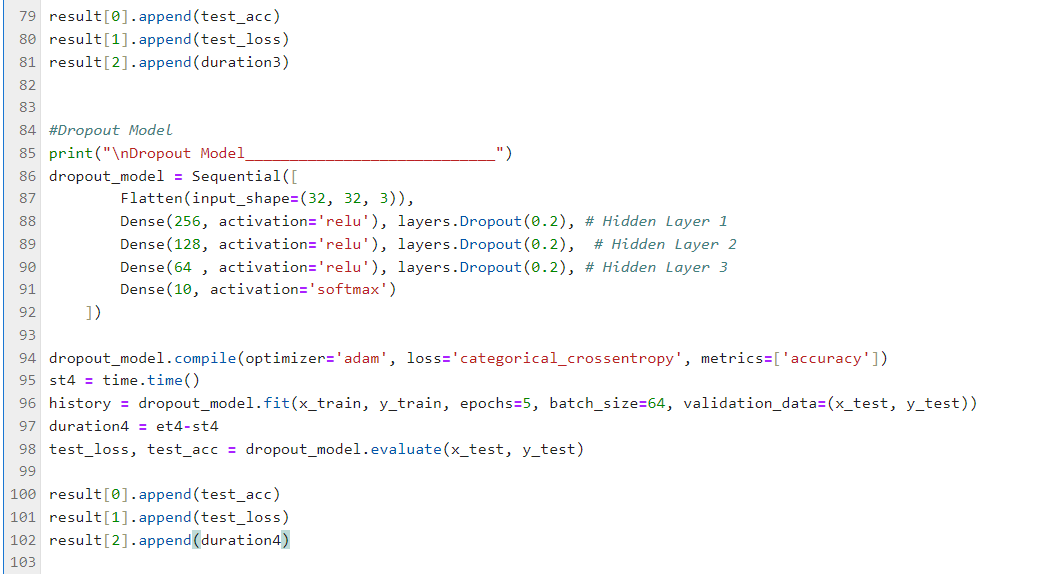 79 result[0].append(test_acc)
80 result[1].append(test_loss)
81 result[2].append(duration3)
82
83
84 #Dropout Model
85 print("\nDropout Model____________________________")
86 dropout_model = Sequential([
87         Flatten(input_shape=(32, 32, 3)),
88         Dense(256, activation='relu'), layers.Dropout(0.2), # Hidden Layer 1
89         Dense(128, activation='relu'), layers.Dropout(0.2),  # Hidden Layer 2
90         Dense(64 , activation='relu'), layers.Dropout(0.2), # Hidden Layer 3
91         Dense(10, activation='softmax')
92     ])
93
94 dropout_model.compile(optimizer='adam', loss='categorical_crossentropy', metrics=['accuracy'])
95 st4 = time.time()
96 history = dropout_model.fit(x_train, y_train, epochs=5, batch_size=64, validation_data=(x_test, y_test))
97 duration4 = et4-st4
98 test_loss, test_acc = dropout_model.evaluate(x_test, y_test)
99
100 result[0].append(test_acc)
101 result[1].append(test_loss)
102 result[2].append(duration4)
103